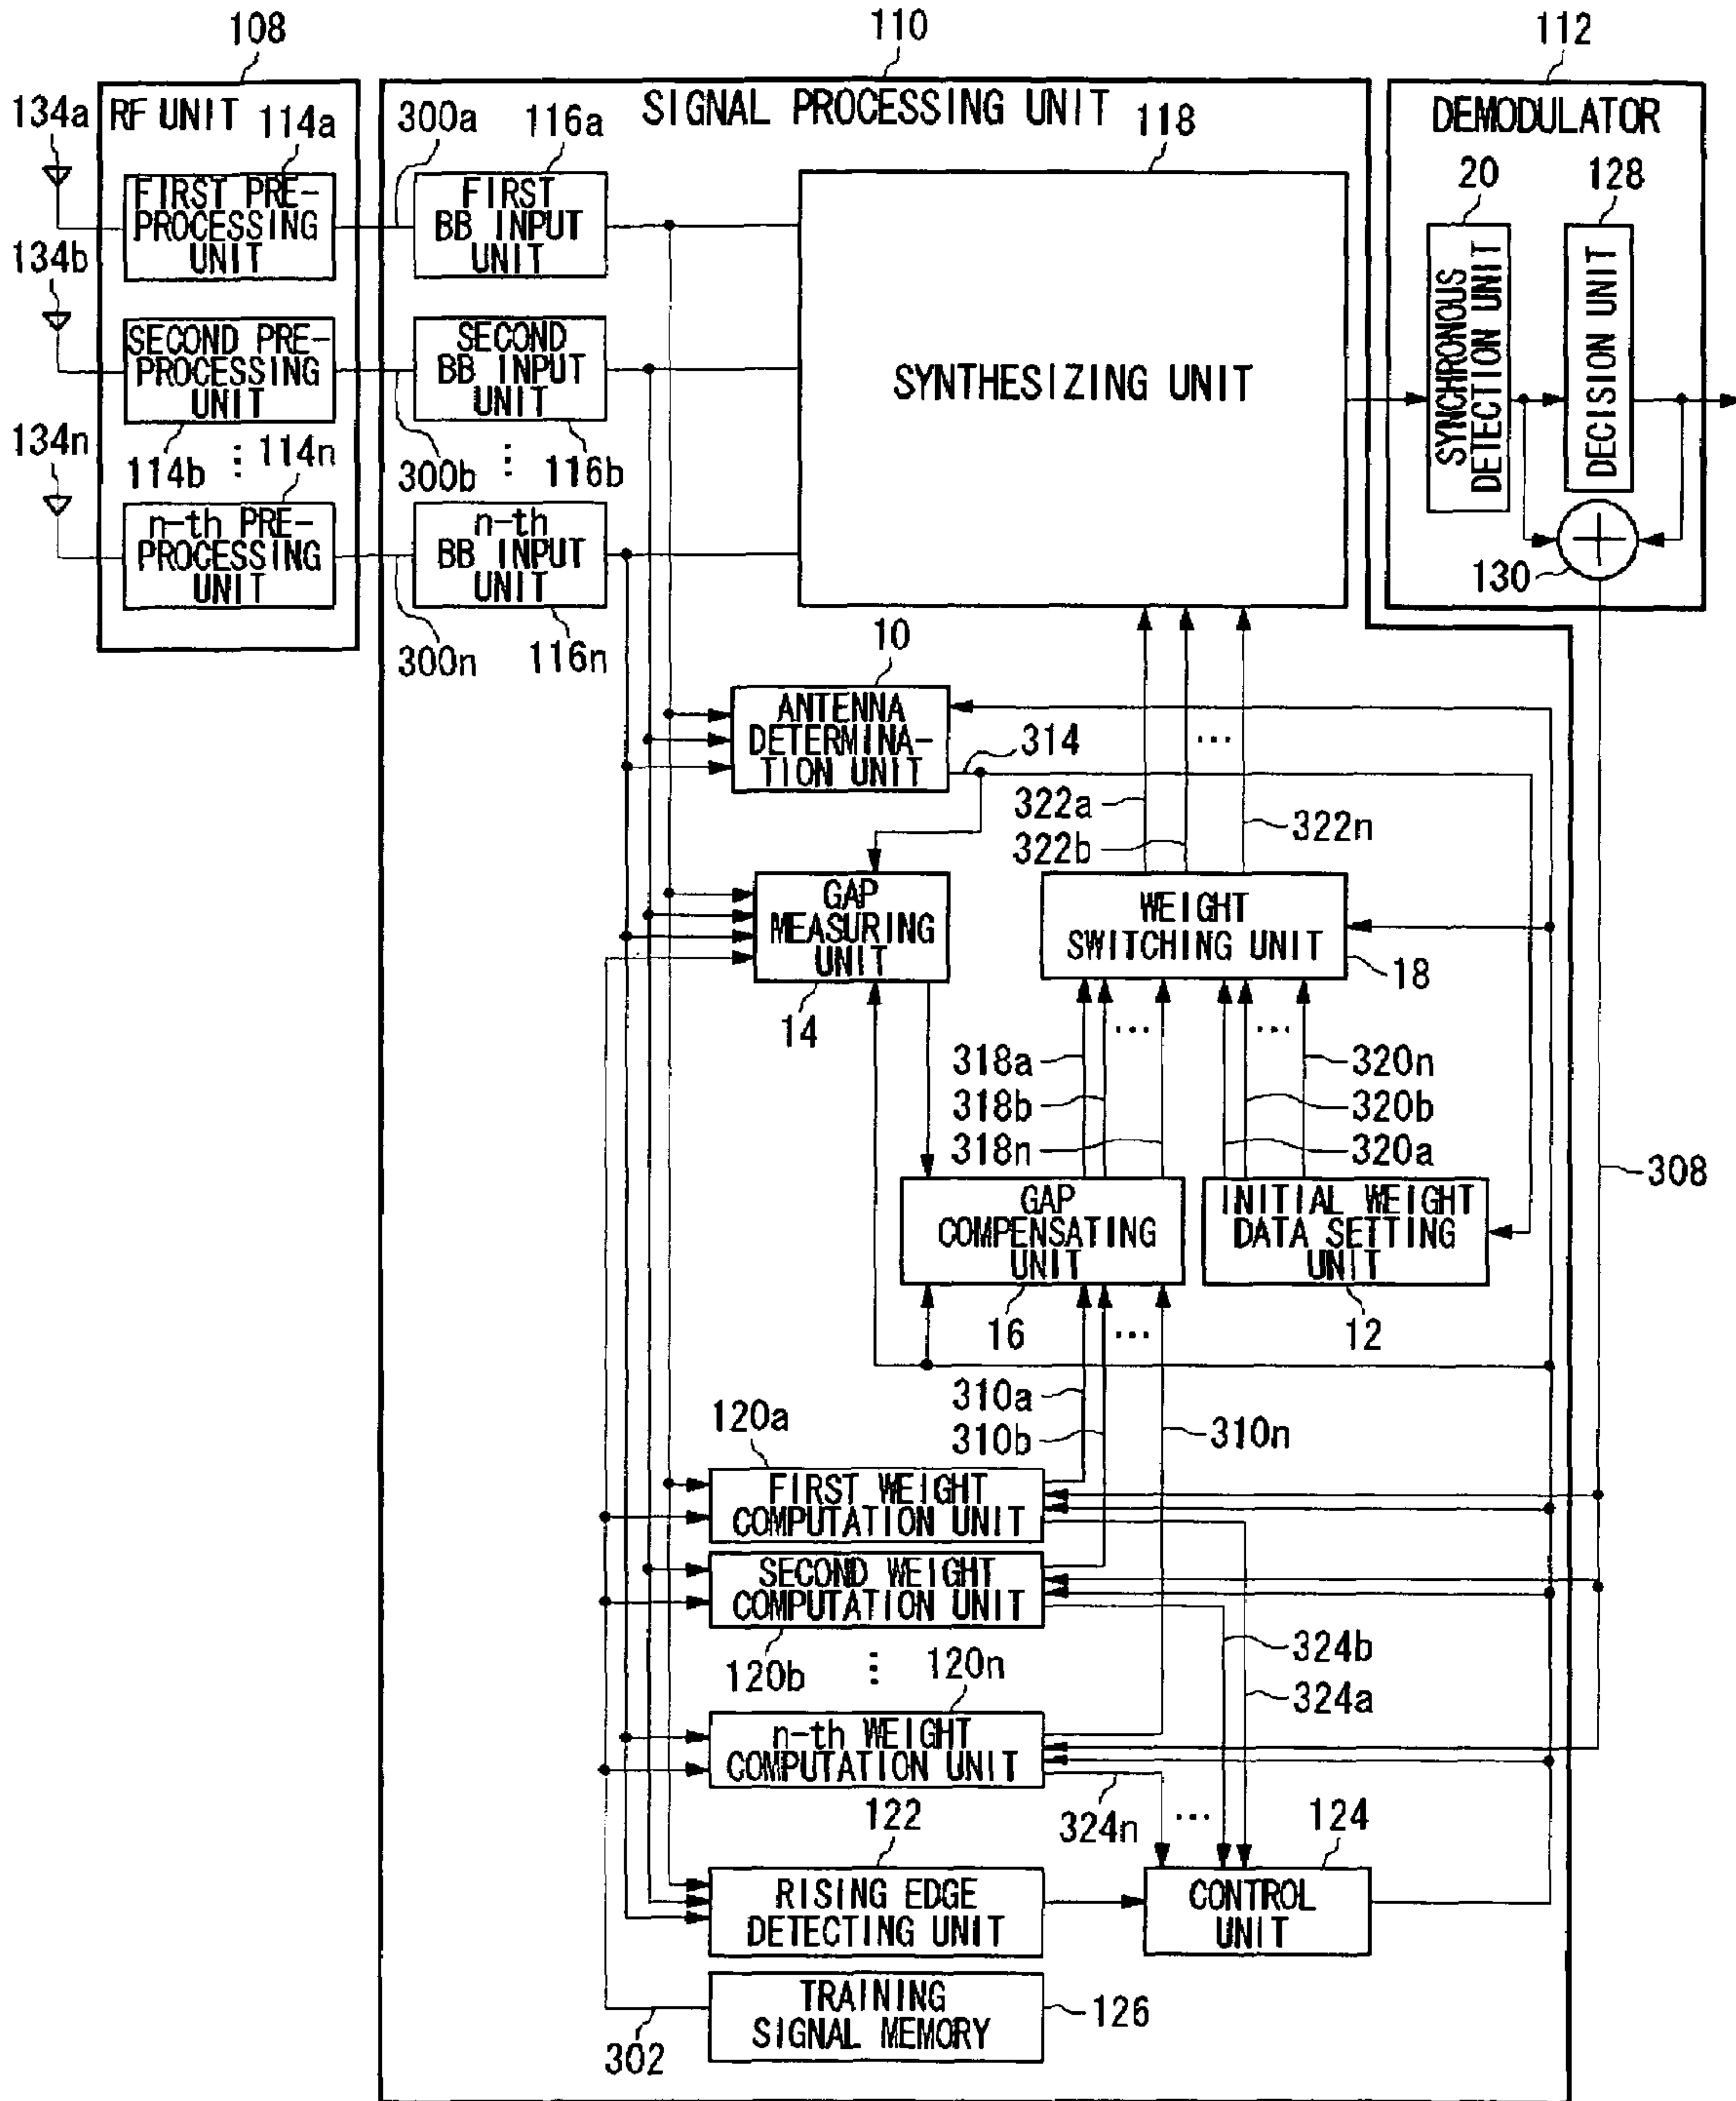 108
110
112
134a
RF UNIT
114a
300a
116a
SIGNAL PROCESSING UNIT
118
DEMODULATOR
FIRST PRE-
PROCESSING
UNIT
FIRST
BB INPUT
UNIT
20
128
134b
SECOND PRE-
PROCESSING
UNIT
SECOND
BB INPUT
UNIT
SYNTHESIZING UNIT
SYNCHRONOUS
DETECTION UNIT
DECISION UNIT
134n
114b
114n
300b
116b
n-th PRE-
PROCESSING
UNIT
n-th
BB INPUT
UNIT
130
300n
116n
10
ANTENNA
DETERMINA-
TION UNIT
314
322a
322b
322n
GAP
MEASURING
UNIT
14
WEIGHT
SWITCHING UNIT
18
318a
318b
318n
320n
320b
320a
308
GAP
COMPENSATING
UNIT
INITIAL WEIGHT
DATA SETTING
UNIT
16
12
310a
310b
310n
120a
FIRST WEIGHT
COMPUTATION UNIT
SECOND WEIGHT
COMPUTATION UNIT
324b
324a
120b
120n
n-th WEIGHT
COMPUTATION UNIT
122
324n
124
RISING EDGE
DETECTING UNIT
CONTROL
UNIT
TRAINING
SIGNAL MEMORY
126
302